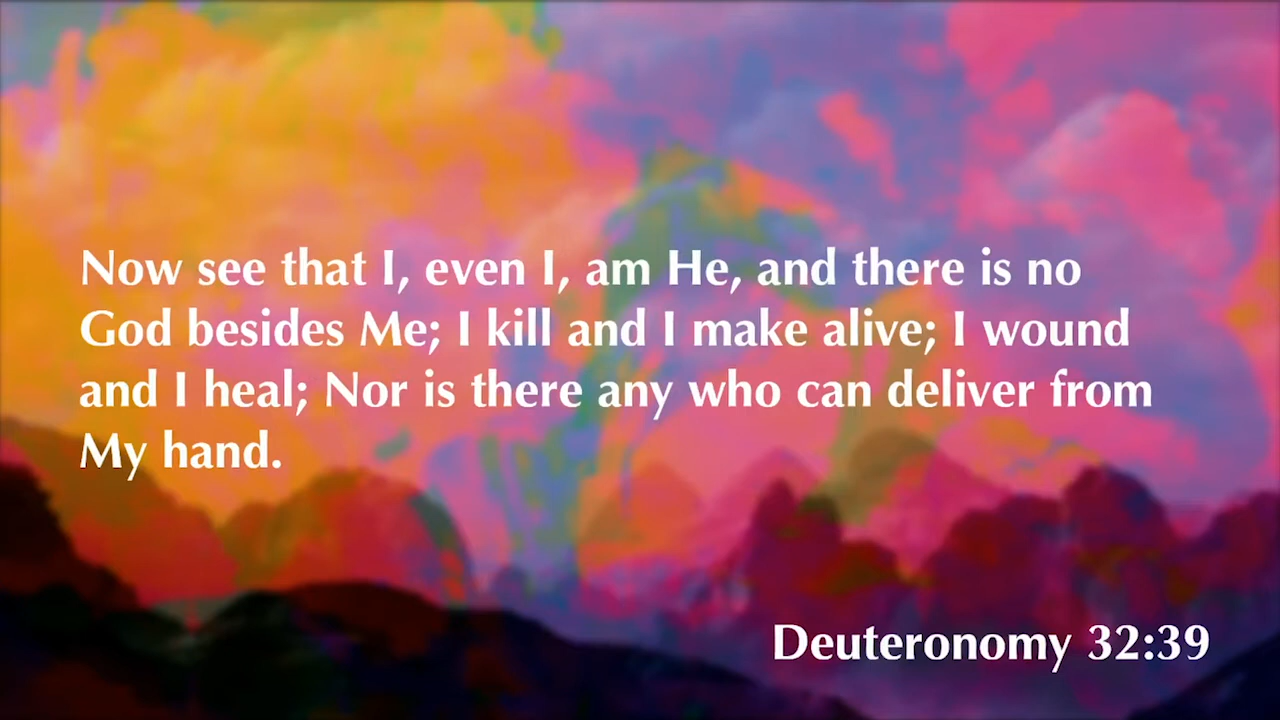 Now see that I, even I, am He, and there is no
God besides Me; I kill and I make alive; I wound
and I heal; Nor is there any who can deliver from
My hand.
Deuteronomy 32:39